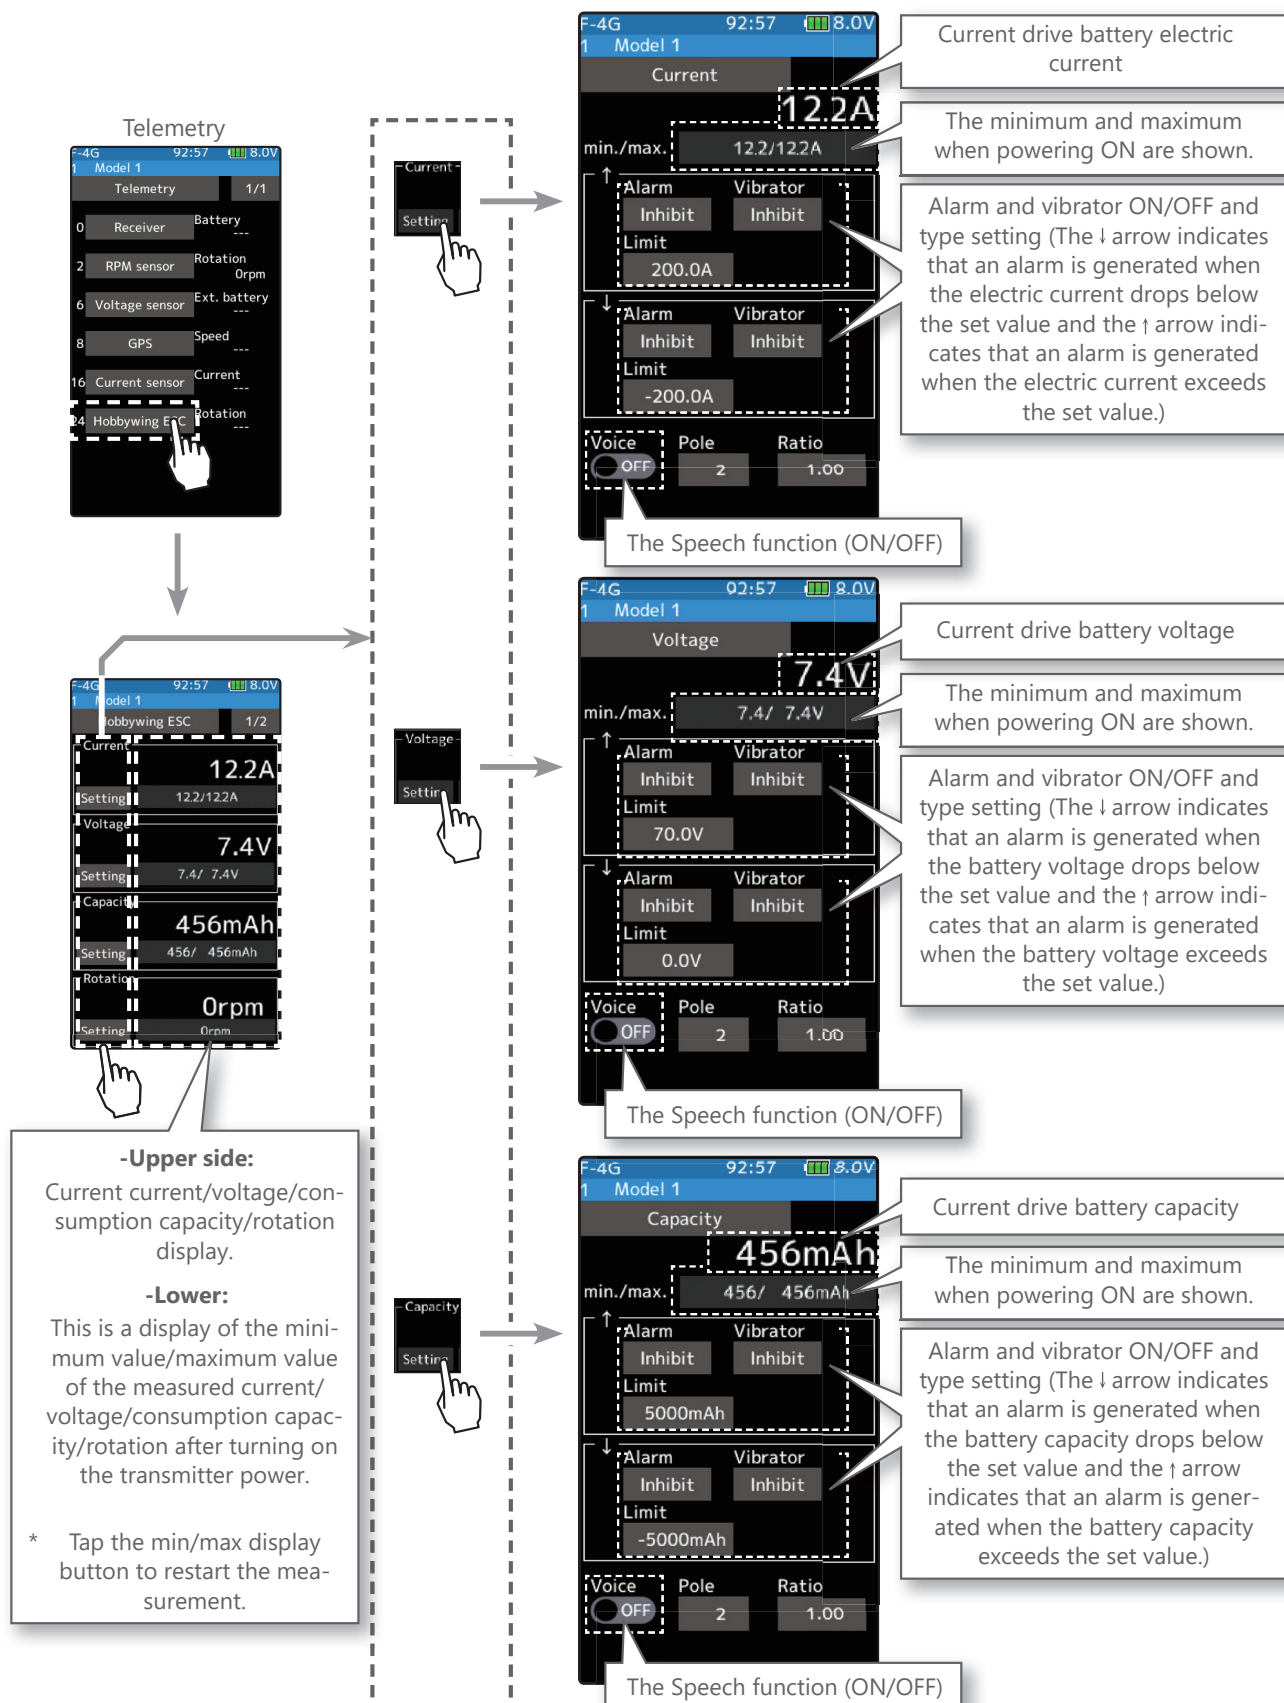 Telemetry
F-4G 92:57 8.0V
1 Model 1
Telemetry 1/1
0 Receiver Battery
---
2 RPM sensor Rotation
0rpm
6 Voltage sensor Ext. battery
---
8 GPS Speed
---
16 Current sensor Current
---
24 Hobbywing ESC Rotation
---
F-4G 92:57 8.0V
1 Model 1
Hobbywing ESC 1/2
Current
12.2A
Setting 12.2/12.2A
Voltage
7.4V
Setting 7.4/ 7.4V
Capacity
456mAh
Setting 456/ 456mAh
Rotation
0rpm
Setting 0rpm
-Upper side:
Current current/voltage/con-
sumption capacity/rotation
display.
-Lower:
This is a display of the mini-
mum value/maximum value
of the measured current/
voltage/consumption capac-
ity/rotation after turning on
the transmitter power.
* Tap the min/max display
button to restart the mea-
surement.
Current
Setting
F-4G 92:57 8.0V
1 Model 1
Current
12.2A
min./max. 12.2/12.2A
↑
Alarm Vibrator
Inhibit Inhibit
Limit
200.0A
↓
Alarm Vibrator
Inhibit Inhibit
Limit
-200.0A
Voice Pole Ratio
OFF 2 1.00
Current drive battery electric
current
The minimum and maximum
when powering ON are shown.
Alarm and vibrator ON/OFF and
type setting (The ↓ arrow indicates
that an alarm is generated when
the electric current drops below
the set value and the ↑ arrow indi-
cates that an alarm is generated
when the electric current exceeds
the set value.)
The Speech function (ON/OFF)
Voltage
Setting
F-4G 92:57 8.0V
1 Model 1
Voltage
7.4V
min./max. 7.4/ 7.4V
↑
Alarm Vibrator
Inhibit Inhibit
Limit
70.0V
↓
Alarm Vibrator
Inhibit Inhibit
Limit
0.0V
Voice Pole Ratio
OFF 2 1.00
Current drive battery voltage
The minimum and maximum
when powering ON are shown.
Alarm and vibrator ON/OFF and
type setting (The ↓ arrow indicates
that an alarm is generated when
the battery voltage drops below
the set value and the ↑ arrow indi-
cates that an alarm is generated
when the battery voltage exceeds
the set value.)
The Speech function (ON/OFF)
Capacity
Setting
F-4G 92:57 8.0V
1 Model 1
Capacity
456mAh
min./max. 456/ 456mAh
↑
Alarm Vibrator
Inhibit Inhibit
Limit
5000mAh
↓
Alarm Vibrator
Inhibit Inhibit
Limit
-5000mAh
Voice Pole Ratio
OFF 2 1.00
Current drive battery capacity
The minimum and maximum
when powering ON are shown.
Alarm and vibrator ON/OFF and
type setting (The ↓ arrow indicates
that an alarm is generated when
the battery capacity drops below
the set value and the ↑ arrow
indicates that an alarm is gener-
ated when the battery capacity
exceeds the set value.)
The Speech function (ON/OFF)